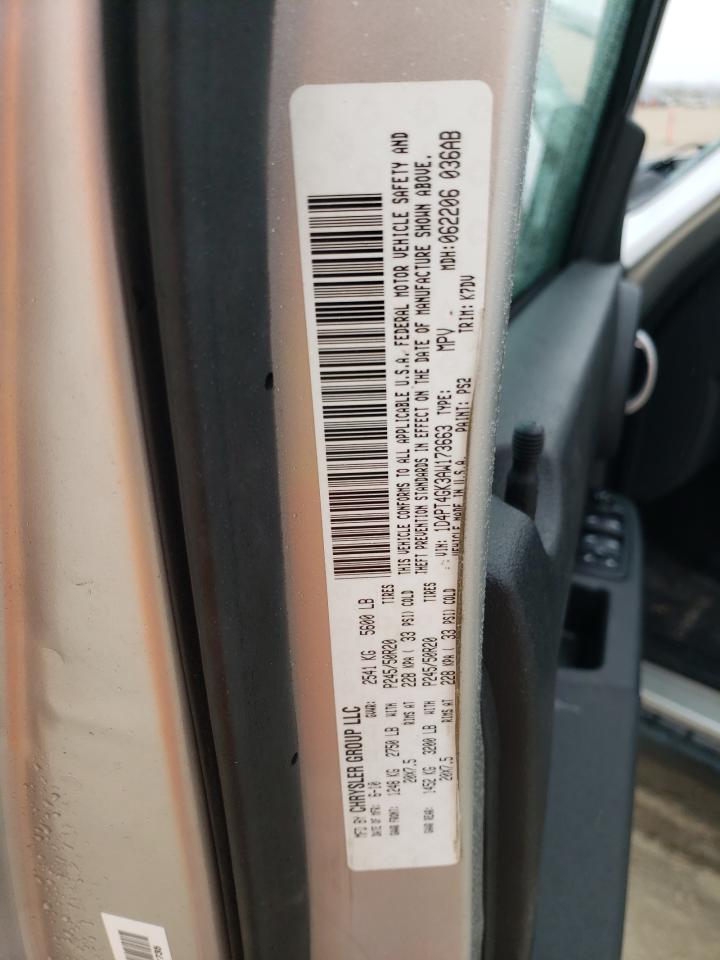 MFD BY CHRYSLER GROUP LLC
DATE OF MFR: 6-10 GVWR: 2541 KG 5600 LB
GAWR FRONT: 1248 KG 2750 LB WITH P245/50R20 TIRES
20X7.5 RIMS AT 228 KPA ( 33 PSI) COLD
GAWR REAR: 1452 KG 3200 LB WITH P245/50R20 TIRES
20X7.5 RIMS AT 228 KPA ( 33 PSI) COLD
THIS VEHICLE CONFORMS TO ALL APPLICABLE U.S.A. FEDERAL MOTOR VEHICLE SAFETY AND
THEFT PREVENTION STANDARDS IN EFFECT ON THE DATE OF MANUFACTURE SHOWN ABOVE.
VIN: 1D4PT4GK3AW173663 TYPE: MPV MDH:062206 036AB
VEHICLE MADE IN U.S.A. PAINT: PS2 TRIM: K7DV